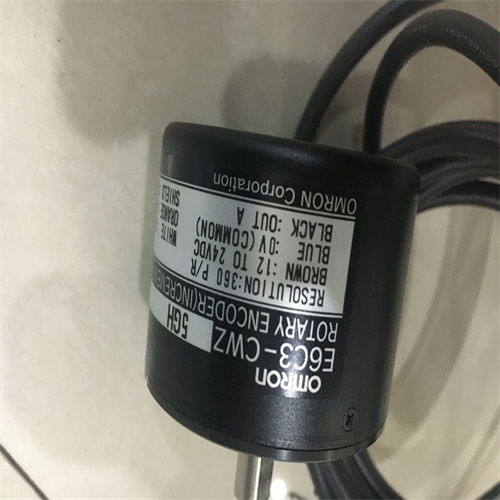 OMRON
E6C3-CWZ 5GH
ROTARY ENCODER(INCREME
RESOLUTION:360 P/R
BROWN :12 TO 24VDC
BLUE :0V(COMMON)
BLACK :OUT A
WHITE
ORANGE
SHIELD
OMRON Corporation